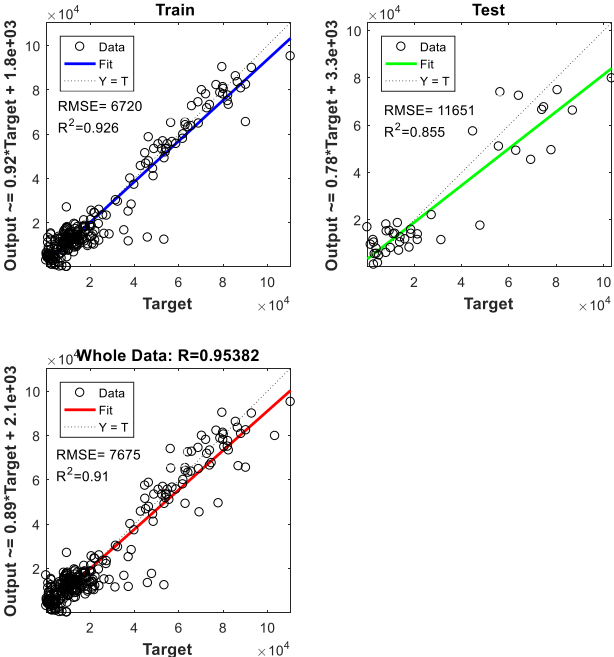 Train
×10⁴
10
8
6
4
2
Data
Fit
Y = T
RMSE= 6720
R²=0.926
Output ~= 0.92*Target + 1.8e+03
2 4 6 8 10
Target
×10⁴
Test
×10⁴
10
8
6
4
2
Data
Fit
Y = T
RMSE= 11651
R²=0.855
Output ~= 0.78*Target + 3.3e+03
2 4 6 8 10
Target
×10⁴
Whole Data: R=0.95382
×10⁴
10
8
6
4
2
Data
Fit
Y = T
RMSE= 7675
R²=0.91
Output ~= 0.89*Target + 2.1e+03
2 4 6 8 10
Target
×10⁴